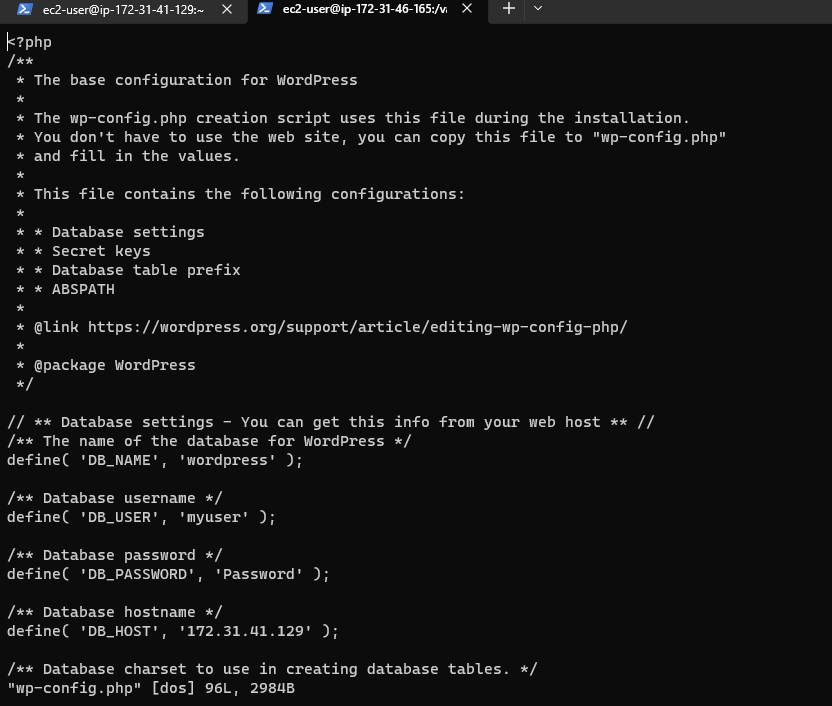 ec2-user@ip-172-31-41-129:~
ec2-user@ip-172-31-46-165:/va
<?php
/**
 * The base configuration for WordPress
 *
 * The wp-config.php creation script uses this file during the installation.
 * You don't have to use the web site, you can copy this file to "wp-config.php"
 * and fill in the values.
 *
 * This file contains the following configurations:
 *
 * * Database settings
 * * Secret keys
 * * Database table prefix
 * * ABSPATH
 *
 * @link https://wordpress.org/support/article/editing-wp-config-php/
 *
 * @package WordPress
 */

// ** Database settings - You can get this info from your web host ** //
/** The name of the database for WordPress */
define( 'DB_NAME', 'wordpress' );

/** Database username */
define( 'DB_USER', 'myuser' );

/** Database password */
define( 'DB_PASSWORD', 'Password' );

/** Database hostname */
define( 'DB_HOST', '172.31.41.129' );

/** Database charset to use in creating database tables. */
"wp-config.php" [dos] 96L, 2984B